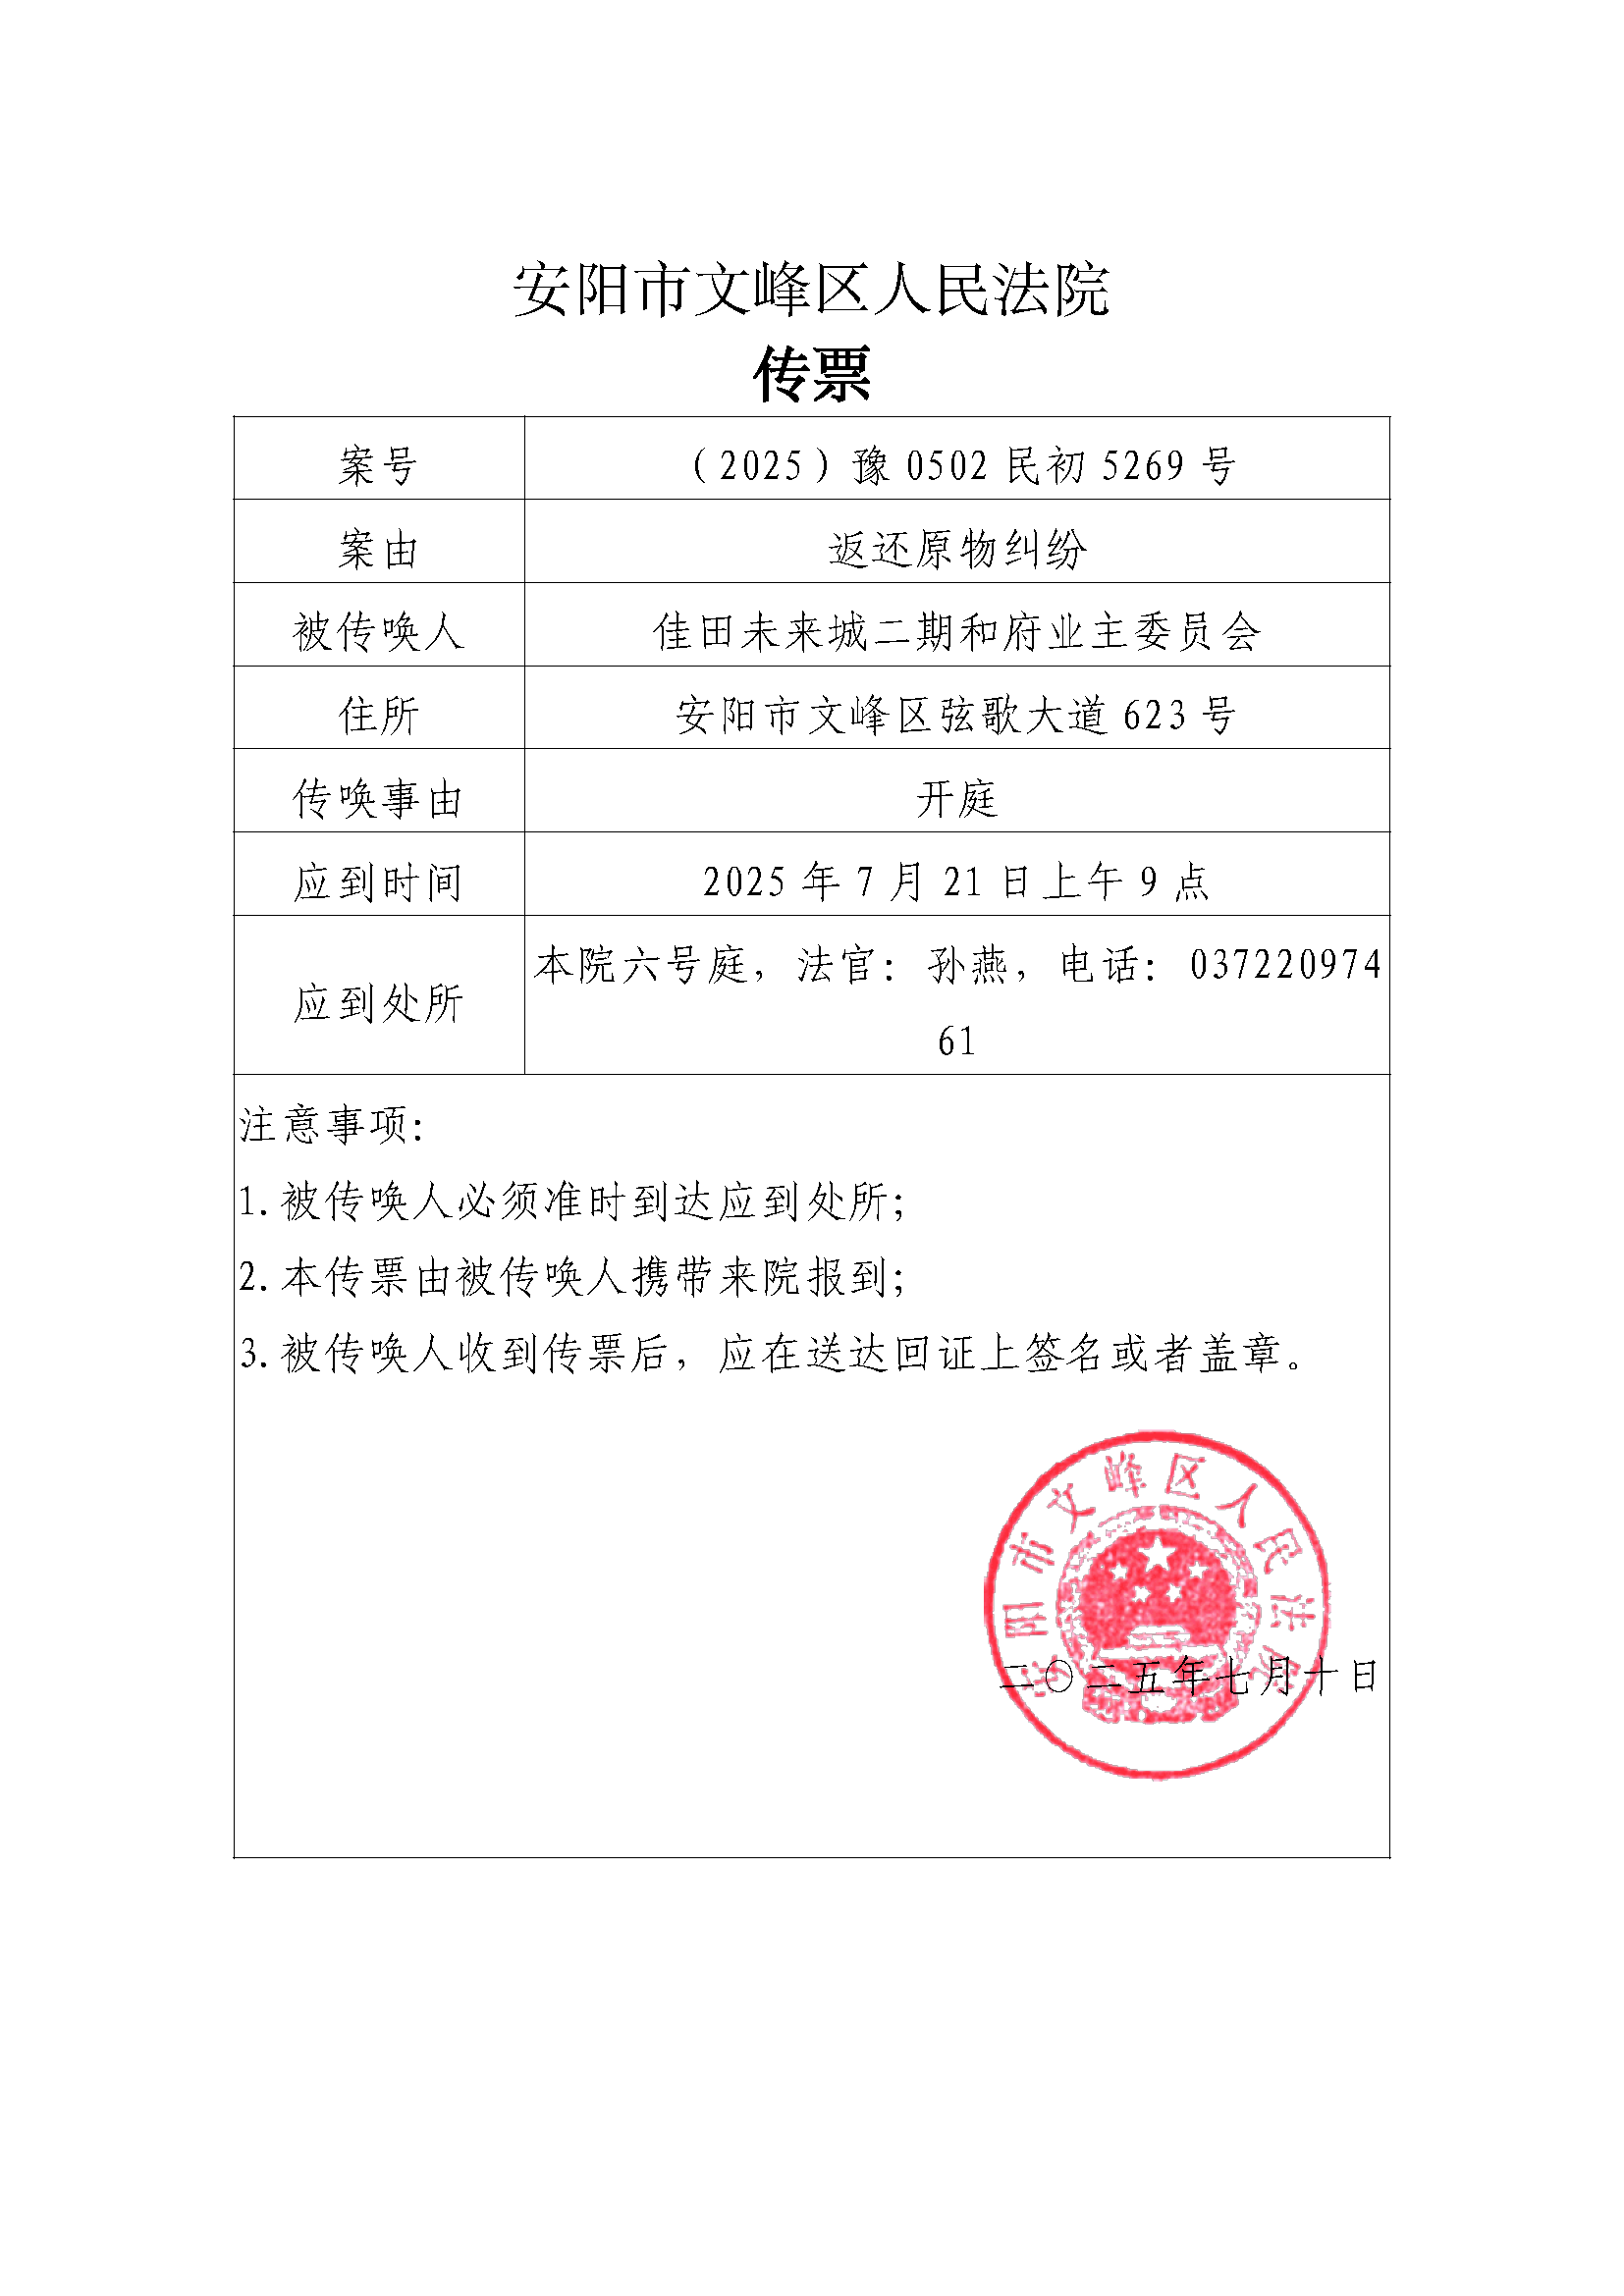 安阳市文峰区人民法院
传票
案号 （2025）豫 0502 民初 5269 号
案由 返还原物纠纷
被传唤人 佳田未来城二期和府业主委员会
住所 安阳市文峰区弦歌大道 623 号
传唤事由 开庭
应到时间 2025 年 7 月 21 日上午 9 点
应到处所 本院六号庭，法官：孙燕，电话：037220974
61
注意事项：
1.被传唤人必须准时到达应到处所；
2.本传票由被传唤人携带来院报到；
3.被传唤人收到传票后，应在送达回证上签名或者盖章。
安阳市文峰区人民法院
二〇二五年七月十日